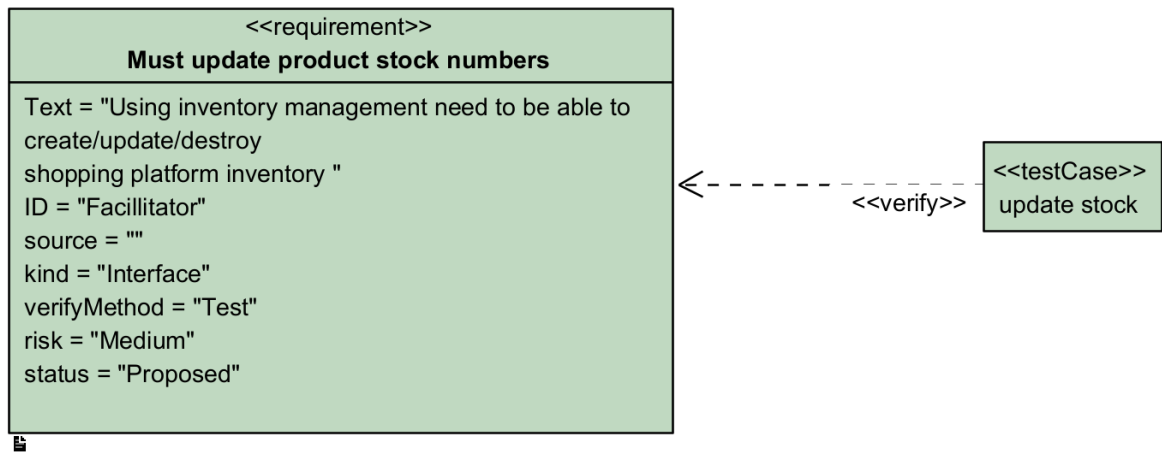 <<requirement>>
Must update product stock numbers
Text = "Using inventory management need to be able to
create/update/destroy
shopping platform inventory "
ID = "Facillitator"
source = ""
kind = "Interface"
verifyMethod = "Test"
risk = "Medium"
status = "Proposed"
<<verify>>
<<testCase>>
update stock